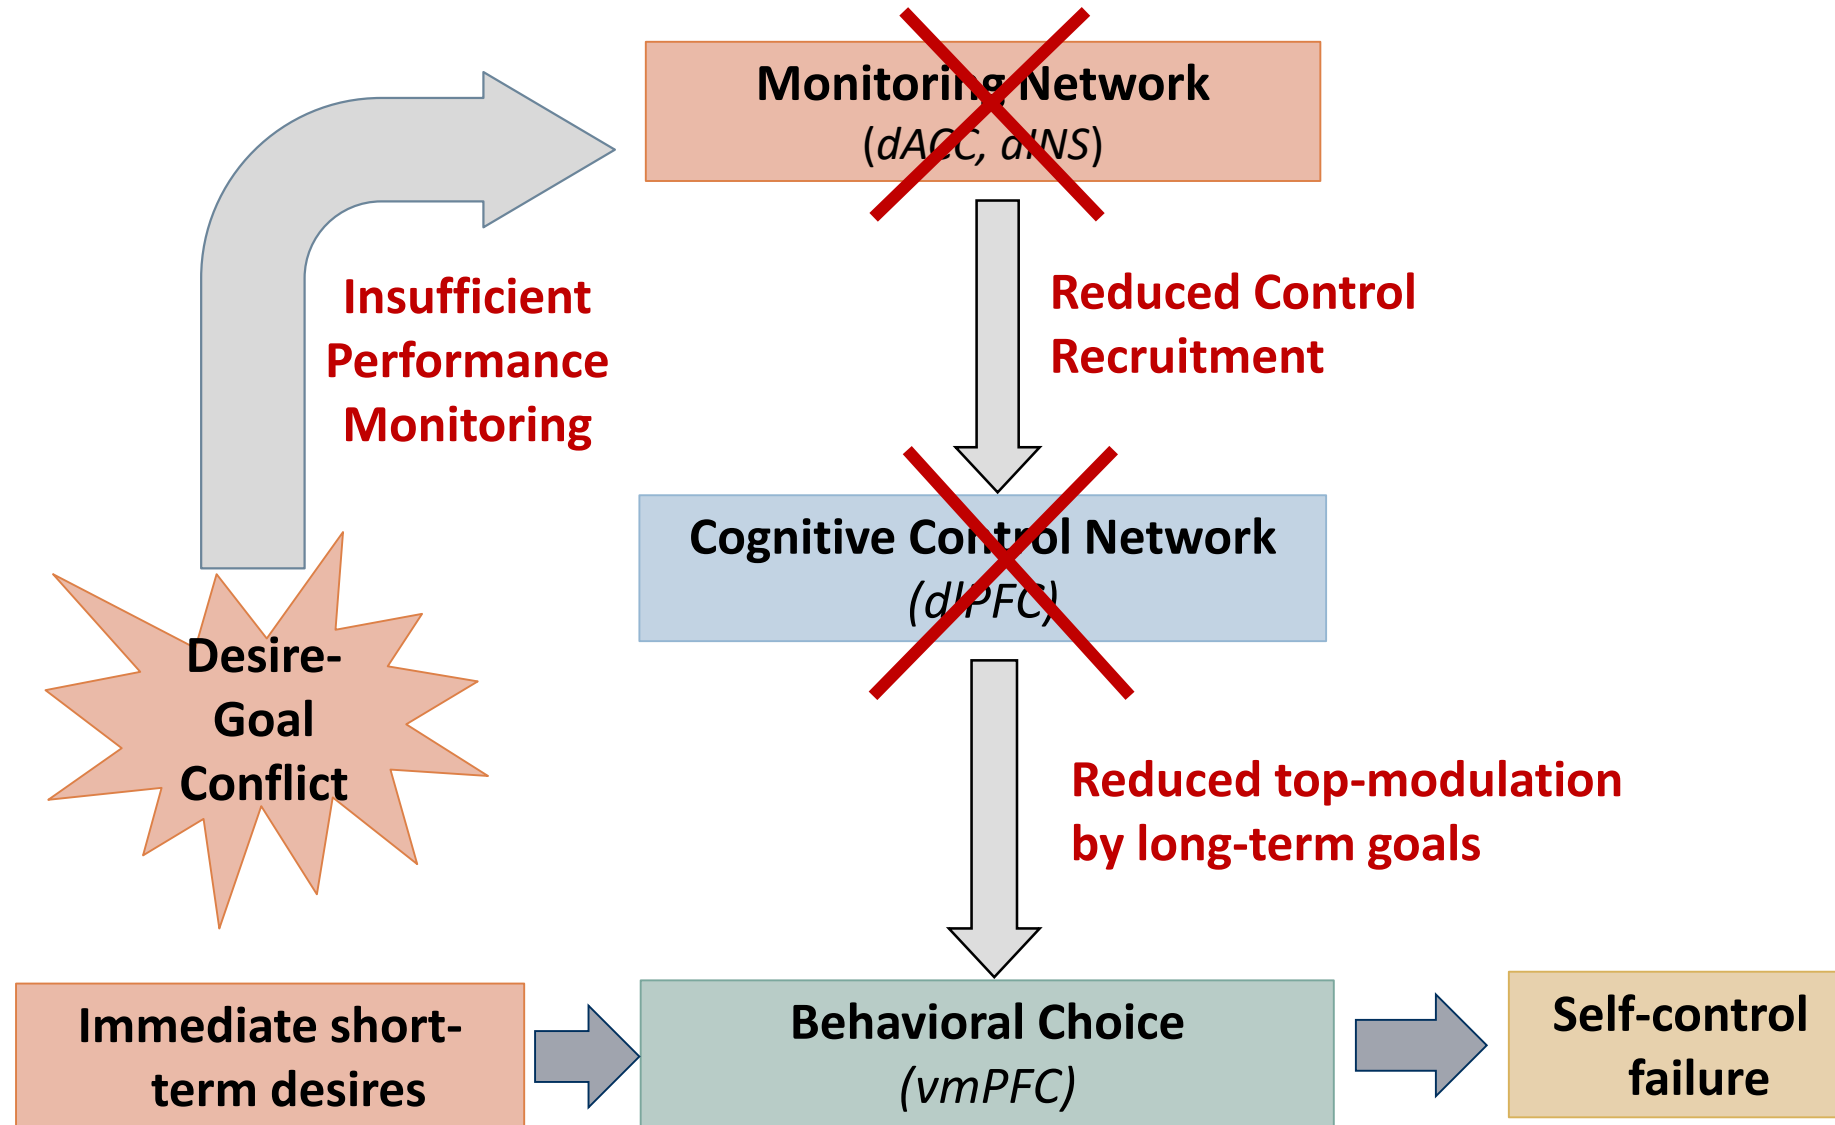 Monitoring Network
(dACC, dINS)
Insufficient
Performance
Monitoring
Reduced Control
Recruitment
Cognitive Control Network
(dlPFC)
Desire-
Goal
Conflict
Reduced top-modulation
by long-term goals
Immediate short-
term desires
Behavioral Choice
(vmPFC)
Self-control
failure